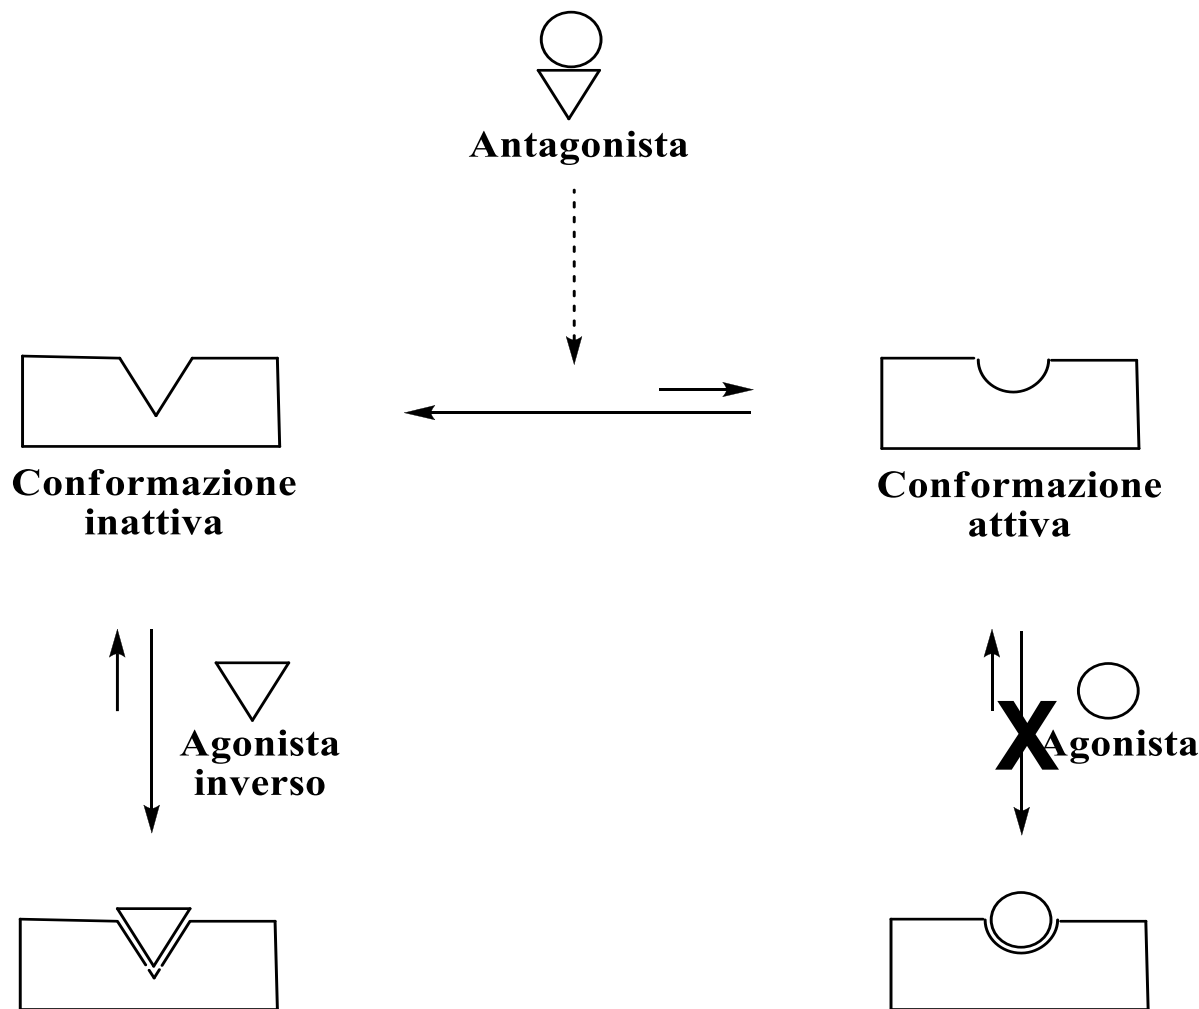 Antagonista
Conformazione
inattiva
Conformazione
attiva
Agonista
inverso
X
Agonista